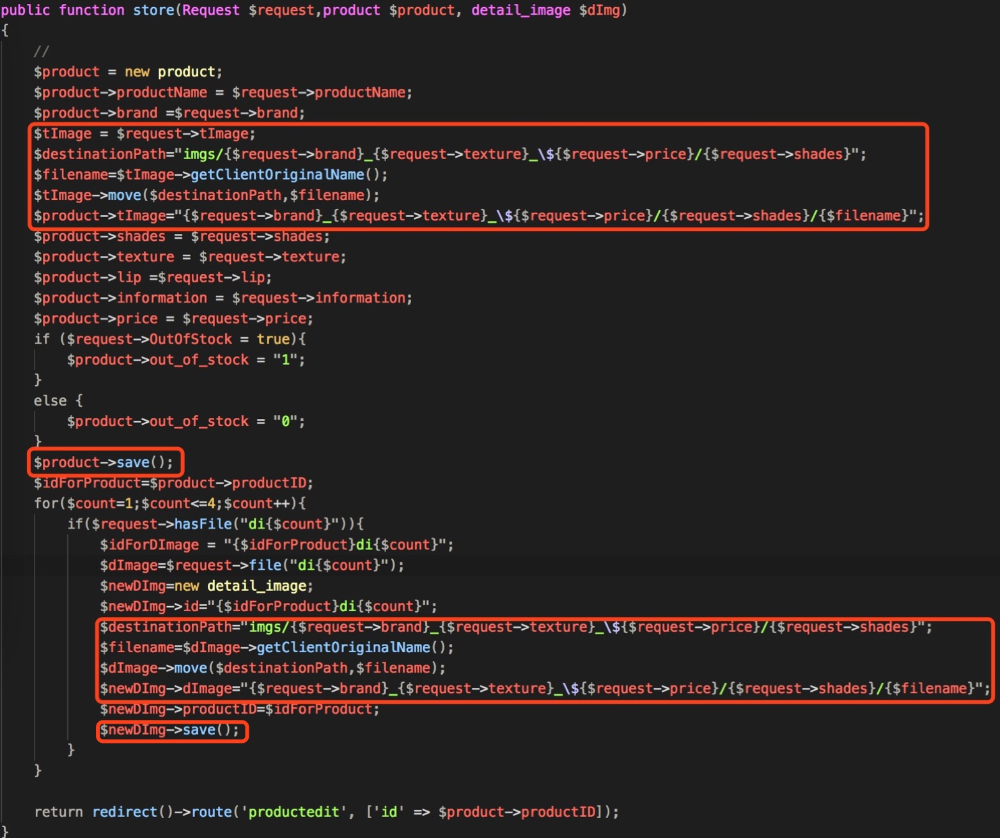 public function store(Request $request,product $product, detail_image $dImg)
{
    //
    $product = new product;
    $product->productName = $request->productName;
    $product->brand =$request->brand;
    $tImage = $request->tImage;
    $destinationPath="imgs/{$request->brand}_{$request->texture}_\${$request->price}/{$request->shades}";
    $filename=$tImage->getClientOriginalName();
    $tImage->move($destinationPath,$filename);
    $product->tImage="{$request->brand}_{$request->texture}_\${$request->price}/{$request->shades}/{$filename}";
    $product->shades = $request->shades;
    $product->texture = $request->texture;
    $product->lip =$request->lip;
    $product->information = $request->information;
    $product->price = $request->price;
    if ($request->OutOfStock = true){
        $product->out_of_stock = "1";
    }
    else {
        $product->out_of_stock = "0";
    }
    $product->save();
    $idForProduct=$product->productID;
    for($count=1;$count<=4;$count++){
        if($request->hasFile("di{$count}")){
            $idForDImage = "{$idForProduct}di{$count}";
            $dImage=$request->file("di{$count}");
            $newDImg=new detail_image;
            $newDImg->id="{$idForProduct}di{$count}";
            $destinationPath="imgs/{$request->brand}_{$request->texture}_\${$request->price}/{$request->shades}";
            $filename=$dImage->getClientOriginalName();
            $dImage->move($destinationPath,$filename);
            $newDImg->dImage="{$request->brand}_{$request->texture}_\${$request->price}/{$request->shades}/{$filename}";
            $newDImg->productID=$idForProduct;
            $newDImg->save();
        }
    }
    return redirect()->route('productedit', ['id' => $product->productID]);
}